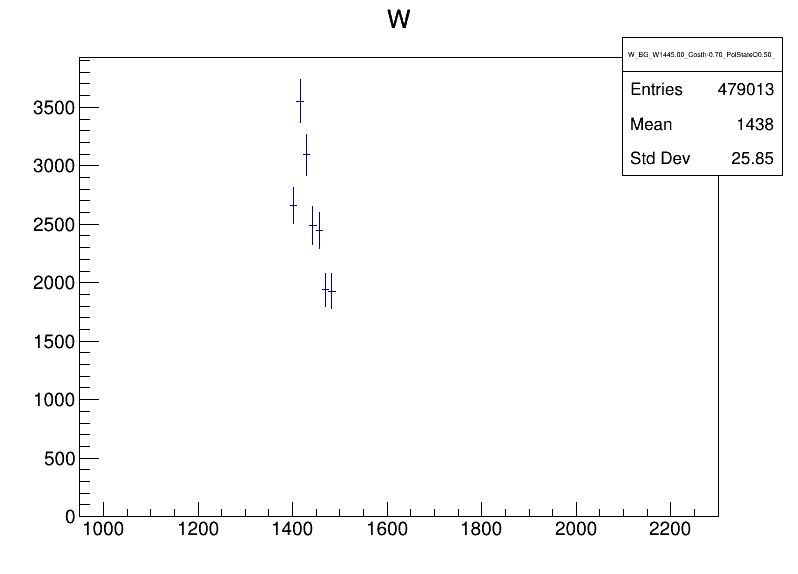 W
W_BG_W1445.00_Costh-0.70_PolStateD0.50_
Entries 479013
Mean 1438
Std Dev 25.85
3500
3000
2500
2000
1500
1000
500
0
1000 1200 1400 1600 1800 2000 2200